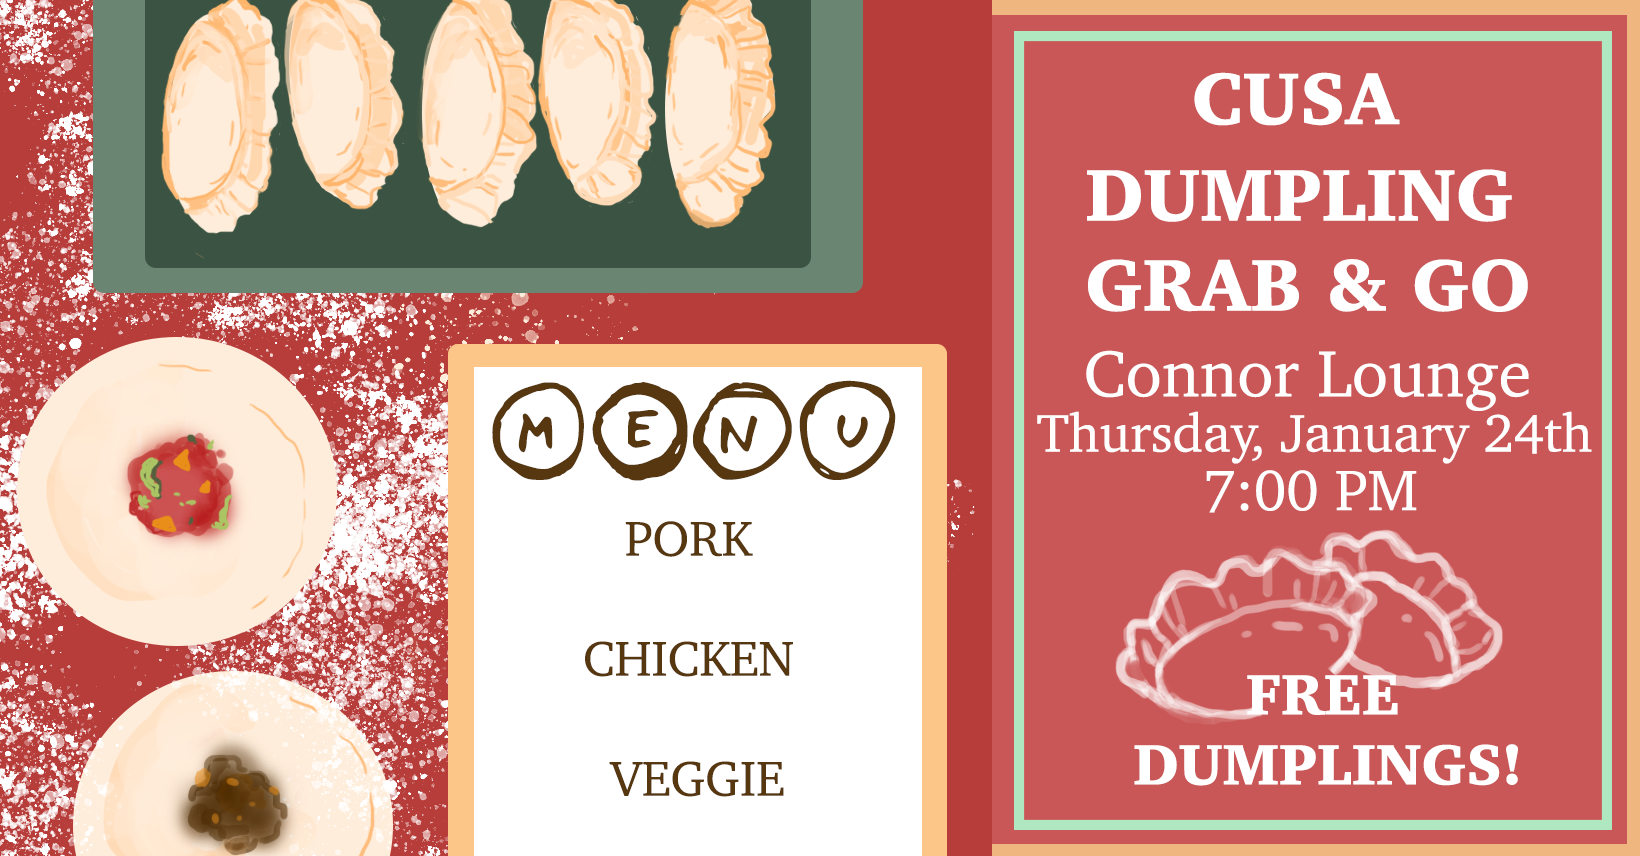 MENU
PORK
CHICKEN
VEGGIE
CUSA
DUMPLING
GRAB & GO
Connor Lounge
Thursday, January 24th
7:00 PM
FREE
DUMPLINGS!